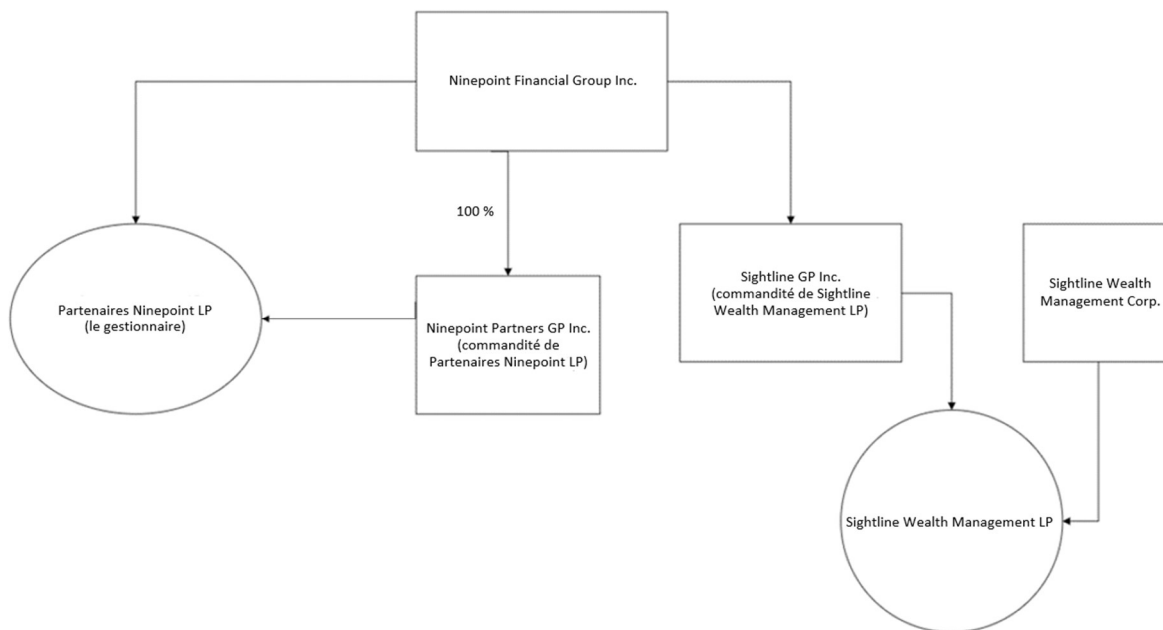 Ninepoint Financial Group Inc.
100 %
Partenaires Ninepoint LP
(le gestionnaire)
Ninepoint Partners GP Inc.
(commandité de
Partenaires Ninepoint LP)
Sightline GP Inc.
(commandité de Sightline
Wealth Management LP)
Sightline Wealth
Management Corp.
Sightline Wealth Management LP